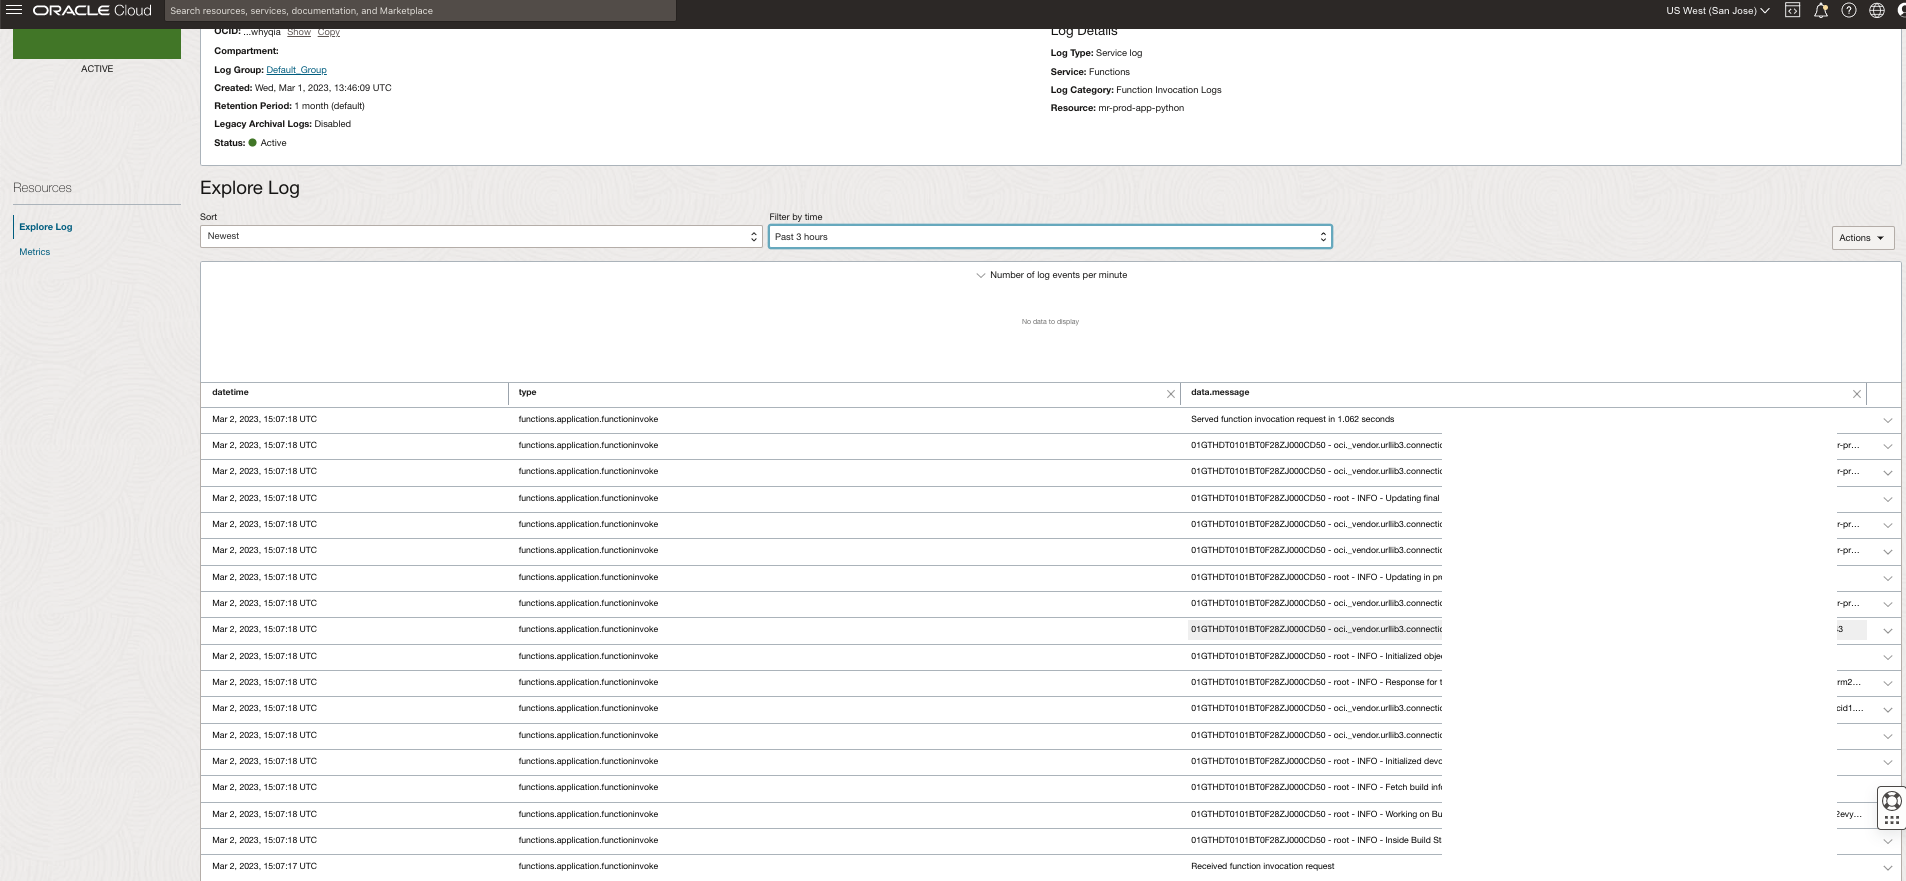 ORACLE Cloud
Search resources, services, documentation, and Marketplace
US West (San Jose)
ACTIVE
OCID: ...whyqia Show Copy
Compartment:
Log Group: Default_Group
Created: Wed, Mar 1, 2023, 13:46:09 UTC
Retention Period: 1 month (default)
Legacy Archival Logs: Disabled
Status: Active
Log Details
Log Type: Service log
Service: Functions
Log Category: Function Invocation Logs
Resource: mr-prod-app-python
Resources
Explore Log
Metrics
Explore Log
Sort
Newest
Filter by time
Past 3 hours
Actions
Number of log events per minute
No data to display
datetime type data.message
Mar 2, 2023, 15:07:18 UTC functions.application.functioninvoke Served function invocation request in 1.062 seconds
Mar 2, 2023, 15:07:18 UTC functions.application.functioninvoke 01GTHDT0101BT0F28ZJ000CD50 - oci._vendor.urllib3.connectic r-pr...
Mar 2, 2023, 15:07:18 UTC functions.application.functioninvoke 01GTHDT0101BT0F28ZJ000CD50 - oci._vendor.urllib3.connectic r-pr...
Mar 2, 2023, 15:07:18 UTC functions.application.functioninvoke 01GTHDT0101BT0F28ZJ000CD50 - root - INFO - Updating final
Mar 2, 2023, 15:07:18 UTC functions.application.functioninvoke 01GTHDT0101BT0F28ZJ000CD50 - oci._vendor.urllib3.connectic r-pr...
Mar 2, 2023, 15:07:18 UTC functions.application.functioninvoke 01GTHDT0101BT0F28ZJ000CD50 - oci._vendor.urllib3.connectic r-pr...
Mar 2, 2023, 15:07:18 UTC functions.application.functioninvoke 01GTHDT0101BT0F28ZJ000CD50 - root - INFO - Updating in pr
Mar 2, 2023, 15:07:18 UTC functions.application.functioninvoke 01GTHDT0101BT0F28ZJ000CD50 - oci._vendor.urllib3.connectic r-pr...
Mar 2, 2023, 15:07:18 UTC functions.application.functioninvoke 01GTHDT0101BT0F28ZJ000CD50 - oci._vendor.urllib3.connectic 3
Mar 2, 2023, 15:07:18 UTC functions.application.functioninvoke 01GTHDT0101BT0F28ZJ000CD50 - root - INFO - Initialized obje
Mar 2, 2023, 15:07:18 UTC functions.application.functioninvoke 01GTHDT0101BT0F28ZJ000CD50 - root - INFO - Response for t rm2...
Mar 2, 2023, 15:07:18 UTC functions.application.functioninvoke 01GTHDT0101BT0F28ZJ000CD50 - oci._vendor.urllib3.connectic cid1....
Mar 2, 2023, 15:07:18 UTC functions.application.functioninvoke 01GTHDT0101BT0F28ZJ000CD50 - oci._vendor.urllib3.connectic
Mar 2, 2023, 15:07:18 UTC functions.application.functioninvoke 01GTHDT0101BT0F28ZJ000CD50 - root - INFO - Initialized devo
Mar 2, 2023, 15:07:18 UTC functions.application.functioninvoke 01GTHDT0101BT0F28ZJ000CD50 - root - INFO - Fetch build inf
Mar 2, 2023, 15:07:18 UTC functions.application.functioninvoke 01GTHDT0101BT0F28ZJ000CD50 - root - INFO - Working on Bu 2evy...
Mar 2, 2023, 15:07:18 UTC functions.application.functioninvoke 01GTHDT0101BT0F28ZJ000CD50 - root - INFO - Inside Build St
Mar 2, 2023, 15:07:17 UTC functions.application.functioninvoke Received function invocation request